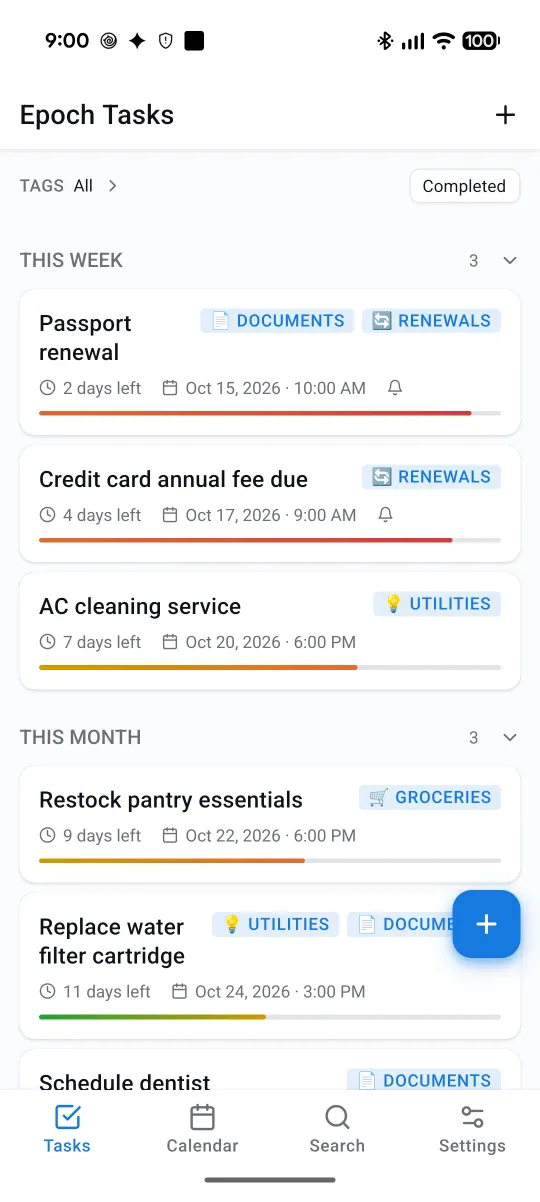 9:00
100
Epoch Tasks
TAGS All
Completed
THIS WEEK 3
Passport renewal
DOCUMENTS RENEWALS
2 days left Oct 15, 2026 · 10:00 AM
Credit card annual fee due RENEWALS
4 days left Oct 17, 2026 · 9:00 AM
AC cleaning service UTILITIES
7 days left Oct 20, 2026 · 6:00 PM
THIS MONTH 3
Restock pantry essentials GROCERIES
9 days left Oct 22, 2026 · 6:00 PM
Replace water
filter cartridge
UTILITIES DOCUME
11 days left Oct 24, 2026 · 3:00 PM
Schedule dentist DOCUMENTS
Tasks Calendar Search Settings